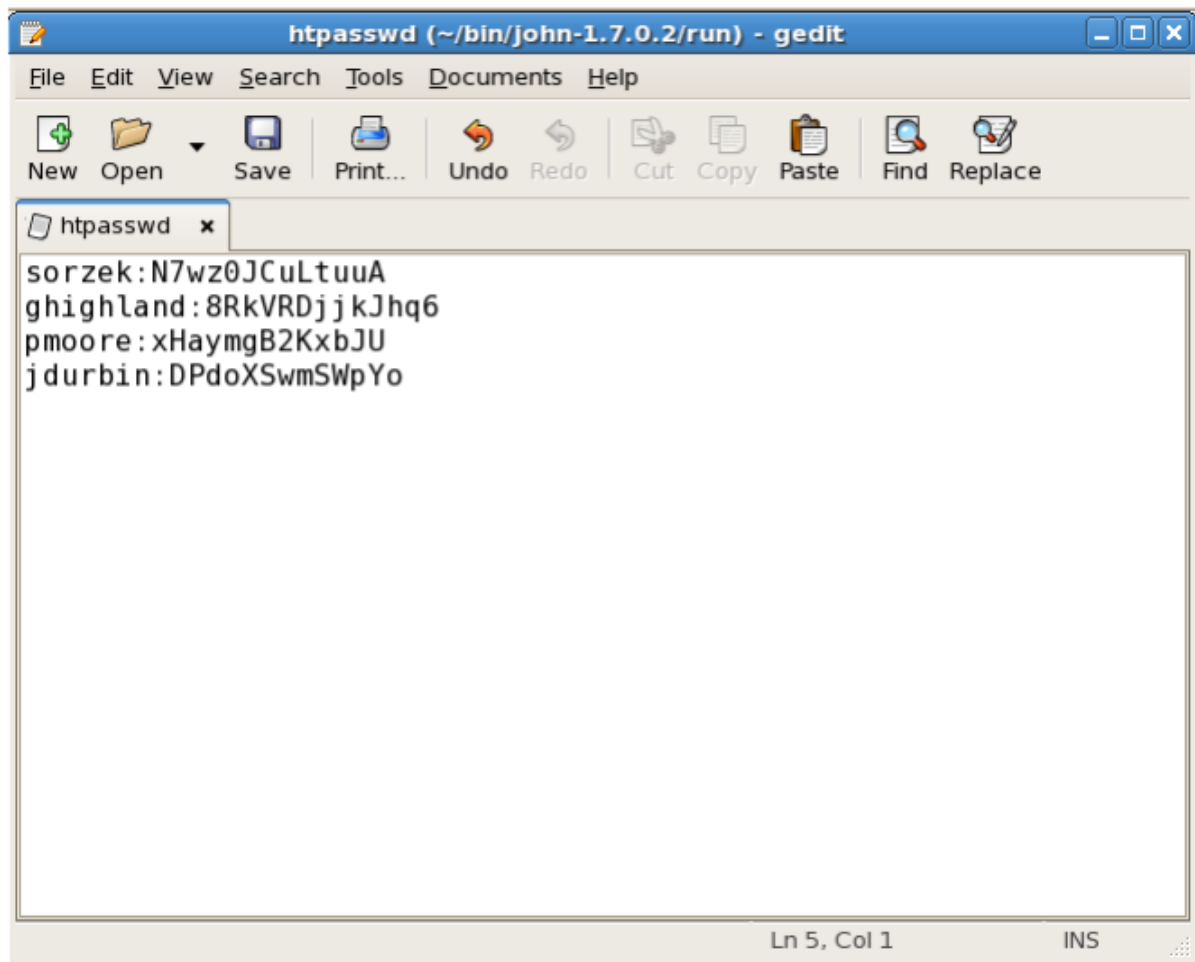 htpasswd (~/bin/john-1.7.0.2/run) - gedit
File Edit View Search Tools Documents Help
New Open Save Print... Undo Redo Cut Copy Paste Find Replace
htpasswd
sorzek:N7wz0JCuLtuuA
ghighland:8RkVRDjjkJhq6
pmoore:xHaymgB2KxbJU
jdurbin:DPdoXSwmSWpYo
Ln 5, Col 1 INS